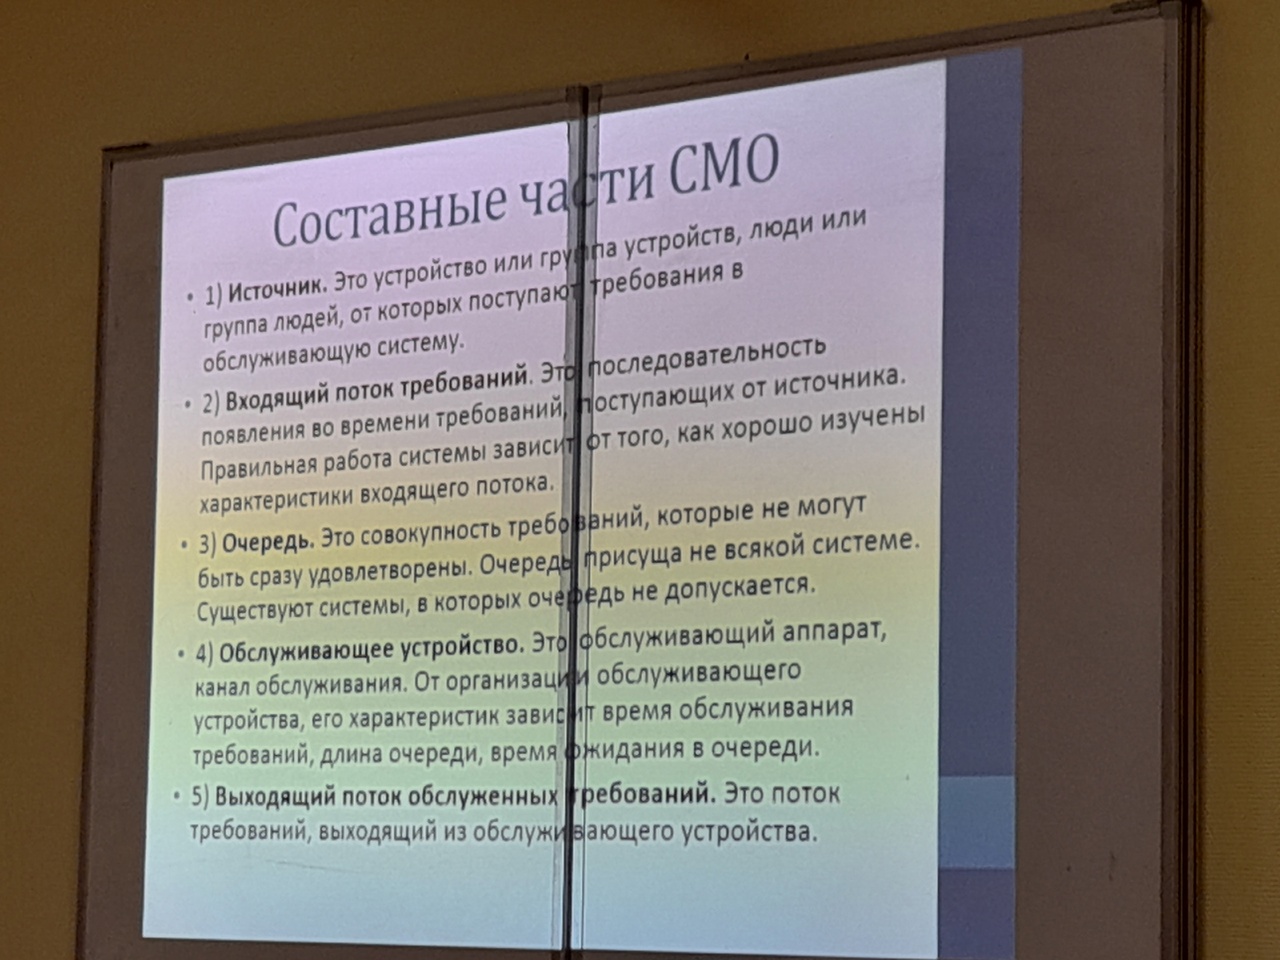 Составные части СМО
• 1) Источник. Это устройство или группа устройств, люди или
группа людей, от которых поступают требования в
обслуживающую систему.
• 2) Входящий поток требований. Это последовательность
появления во времени требований, поступающих от источника.
Правильная работа системы зависит от того, как хорошо изучены
характеристики входящего потока.
• 3) Очередь. Это совокупность требований, которые не могут
быть сразу удовлетворены. Очередь присуща не всякой системе.
Существуют системы, в которых очередь не допускается.
• 4) Обслуживающее устройство. Это обслуживающий аппарат,
канал обслуживания. От организации обслуживающего
устройства, его характеристик зависит время обслуживания
требований, длина очереди, время ожидания в очереди.
• 5) Выходящий поток обслуженных требований. Это поток
требований, выходящий из обслуживающего устройства.